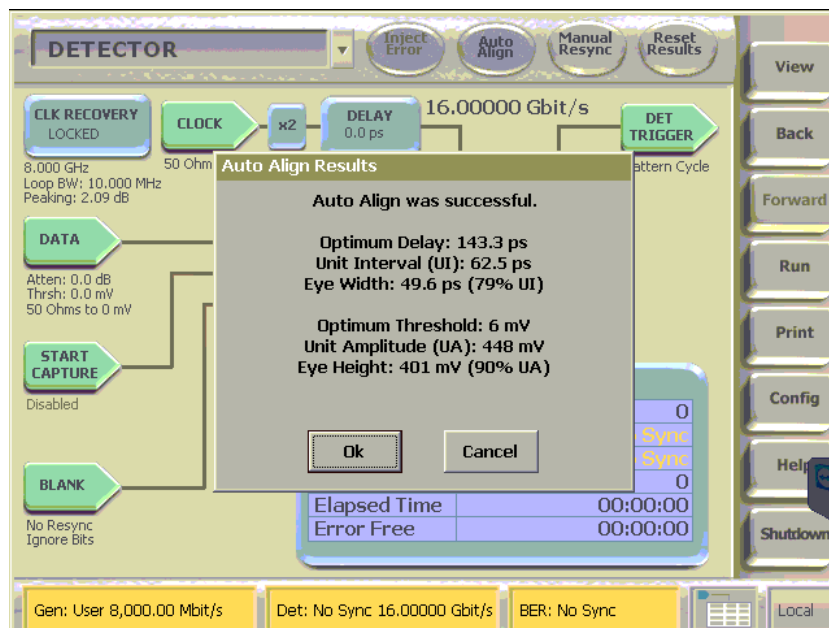 DETECTOR
Inject Error
Auto Align
Manual Resync
Reset Results
View
Back
Forward
Run
Print
Config
Help
Shutdown
CLK RECOVERY
LOCKED
8.000 GHz
Loop BW: 10.000 MHz
Peaking: 2.09 dB
CLOCK
50 Ohm
x2
DELAY
0.0 ps
16.00000 Gbit/s
DET
TRIGGER
attern Cycle
DATA
Atten: 0.0 dB
Thrsh: 0.0 mV
50 Ohms to 0 mV
START
CAPTURE
Disabled
BLANK
No Resync
Ignore Bits
Auto Align Results
Auto Align was successful.
Optimum Delay: 143.3 ps
Unit Interval (UI): 62.5 ps
Eye Width: 49.6 ps (79% UI)
Optimum Threshold: 6 mV
Unit Amplitude (UA): 448 mV
Eye Height: 401 mV (90% UA)
Ok
Cancel
0
Sync
Sync
0
Elapsed Time 00:00:00
Error Free 00:00:00
Gen: User 8,000.00 Mbit/s
Det: No Sync 16.00000 Gbit/s
BER: No Sync
Local